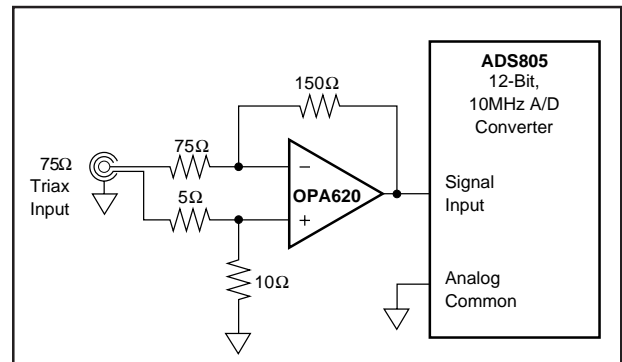 ADS805
12-Bit,
10MHz A/D
Converter
150Ω
75Ω
75Ω
Triax
Input
5Ω
−
OPA620
+
Signal
Input
10Ω
Analog
Common